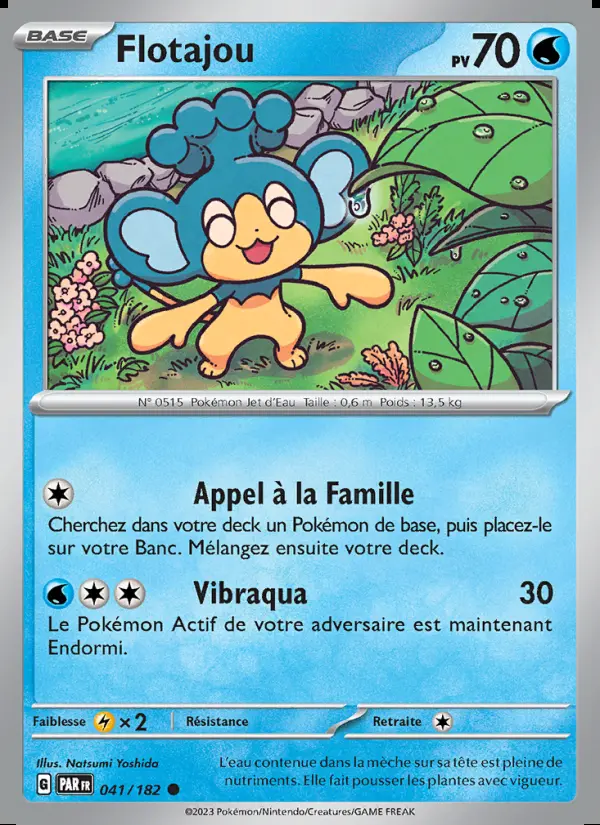 BASE
Flotajou
PV 70
N° 0515 Pokémon Jet d'Eau Taille : 0,6 m Poids : 13,5 kg
Appel à la Famille
Cherchez dans votre deck un Pokémon de base, puis placez-le
sur votre Banc. Mélangez ensuite votre deck.
Vibraqua 30
Le Pokémon Actif de votre adversaire est maintenant
Endormi.
Faiblesse ×2 Résistance Retraite
Illus. Natsumi Yoshida
G PAR FR 041/182
L'eau contenue dans la mèche sur sa tête est pleine de
nutriments. Elle fait pousser les plantes avec vigueur.
©2023 Pokémon/Nintendo/Creatures/GAME FREAK